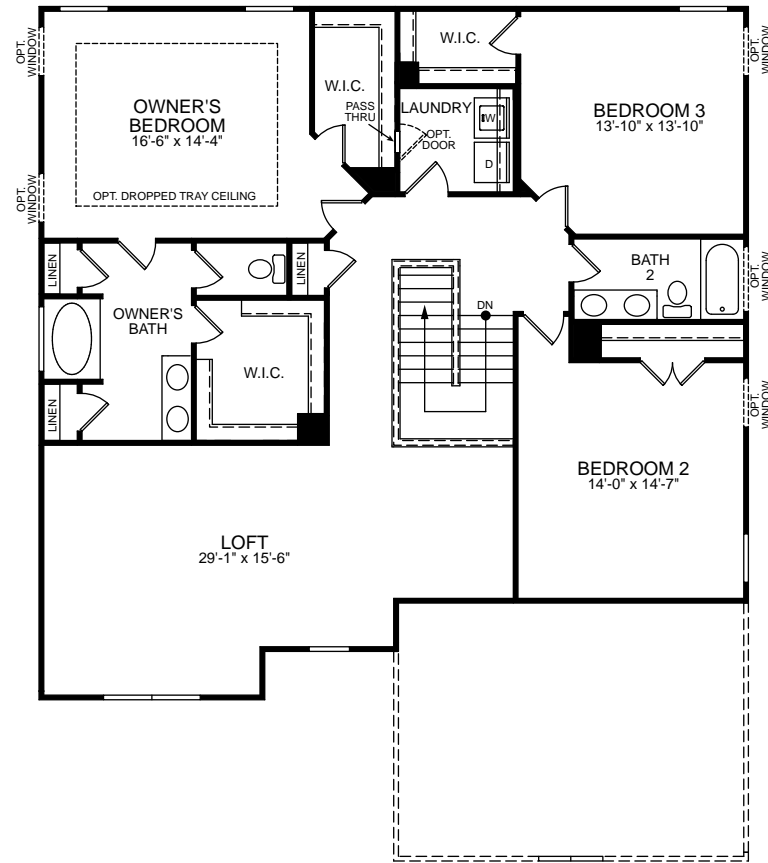 OPT.
WINDOW
OWNER'S
BEDROOM
16'-6" x 14'-4"
OPT. DROPPED TRAY CEILING
OPT.
WINDOW
W.I.C.
PASS
THRU
W.I.C.
LAUNDRY
W
OPT.
DOOR
D
BEDROOM 3
13'-10" x 13'-10"
OPT.
WINDOW
LINEN
LINEN
OWNER'S
BATH
W.I.C.
LINEN
DN
BATH
2
OPT.
WINDOW
OPT.
WINDOW
BEDROOM 2
14'-0" x 14'-7"
LOFT
29'-1" x 15'-6"